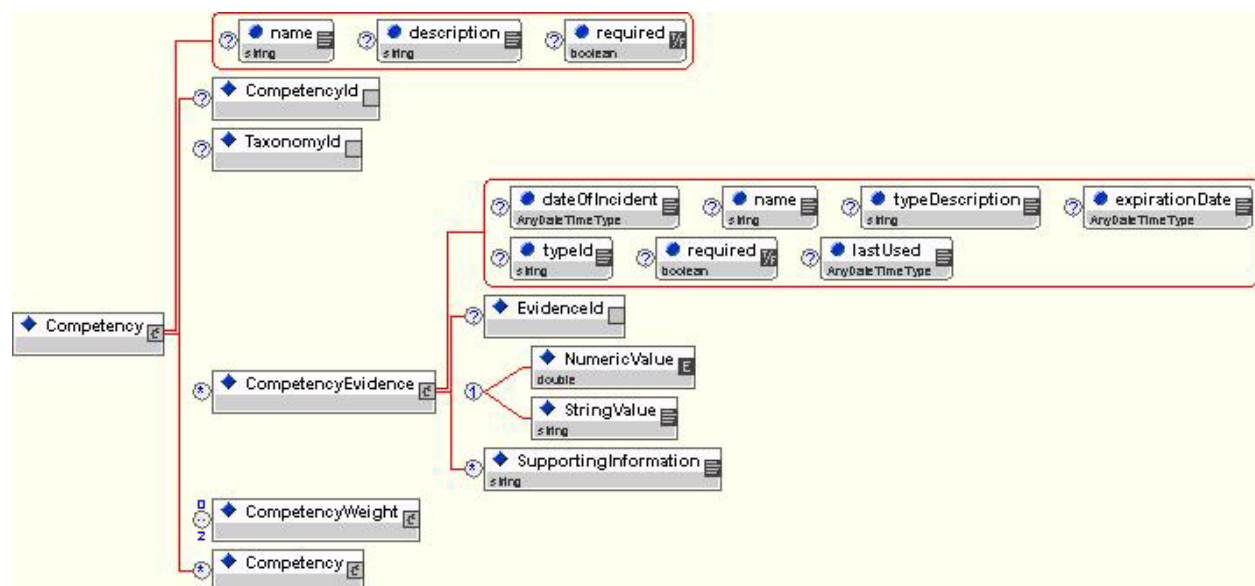 ? name string ? description string ? required T/F boolean
? CompetencyId
? TaxonomyId
? dateOfIncident AnyDateTimeType ? name string ? typeDescription string ? expirationDate AnyDateTimeType
? typeId string ? required T/F boolean ? lastUsed AnyDateTimeType
? EvidenceId
Competency
* CompetencyEvidence
1
NumericValue E
double
StringValue
string
* SupportingInformation
string
0
CompetencyWeight
2
* Competency